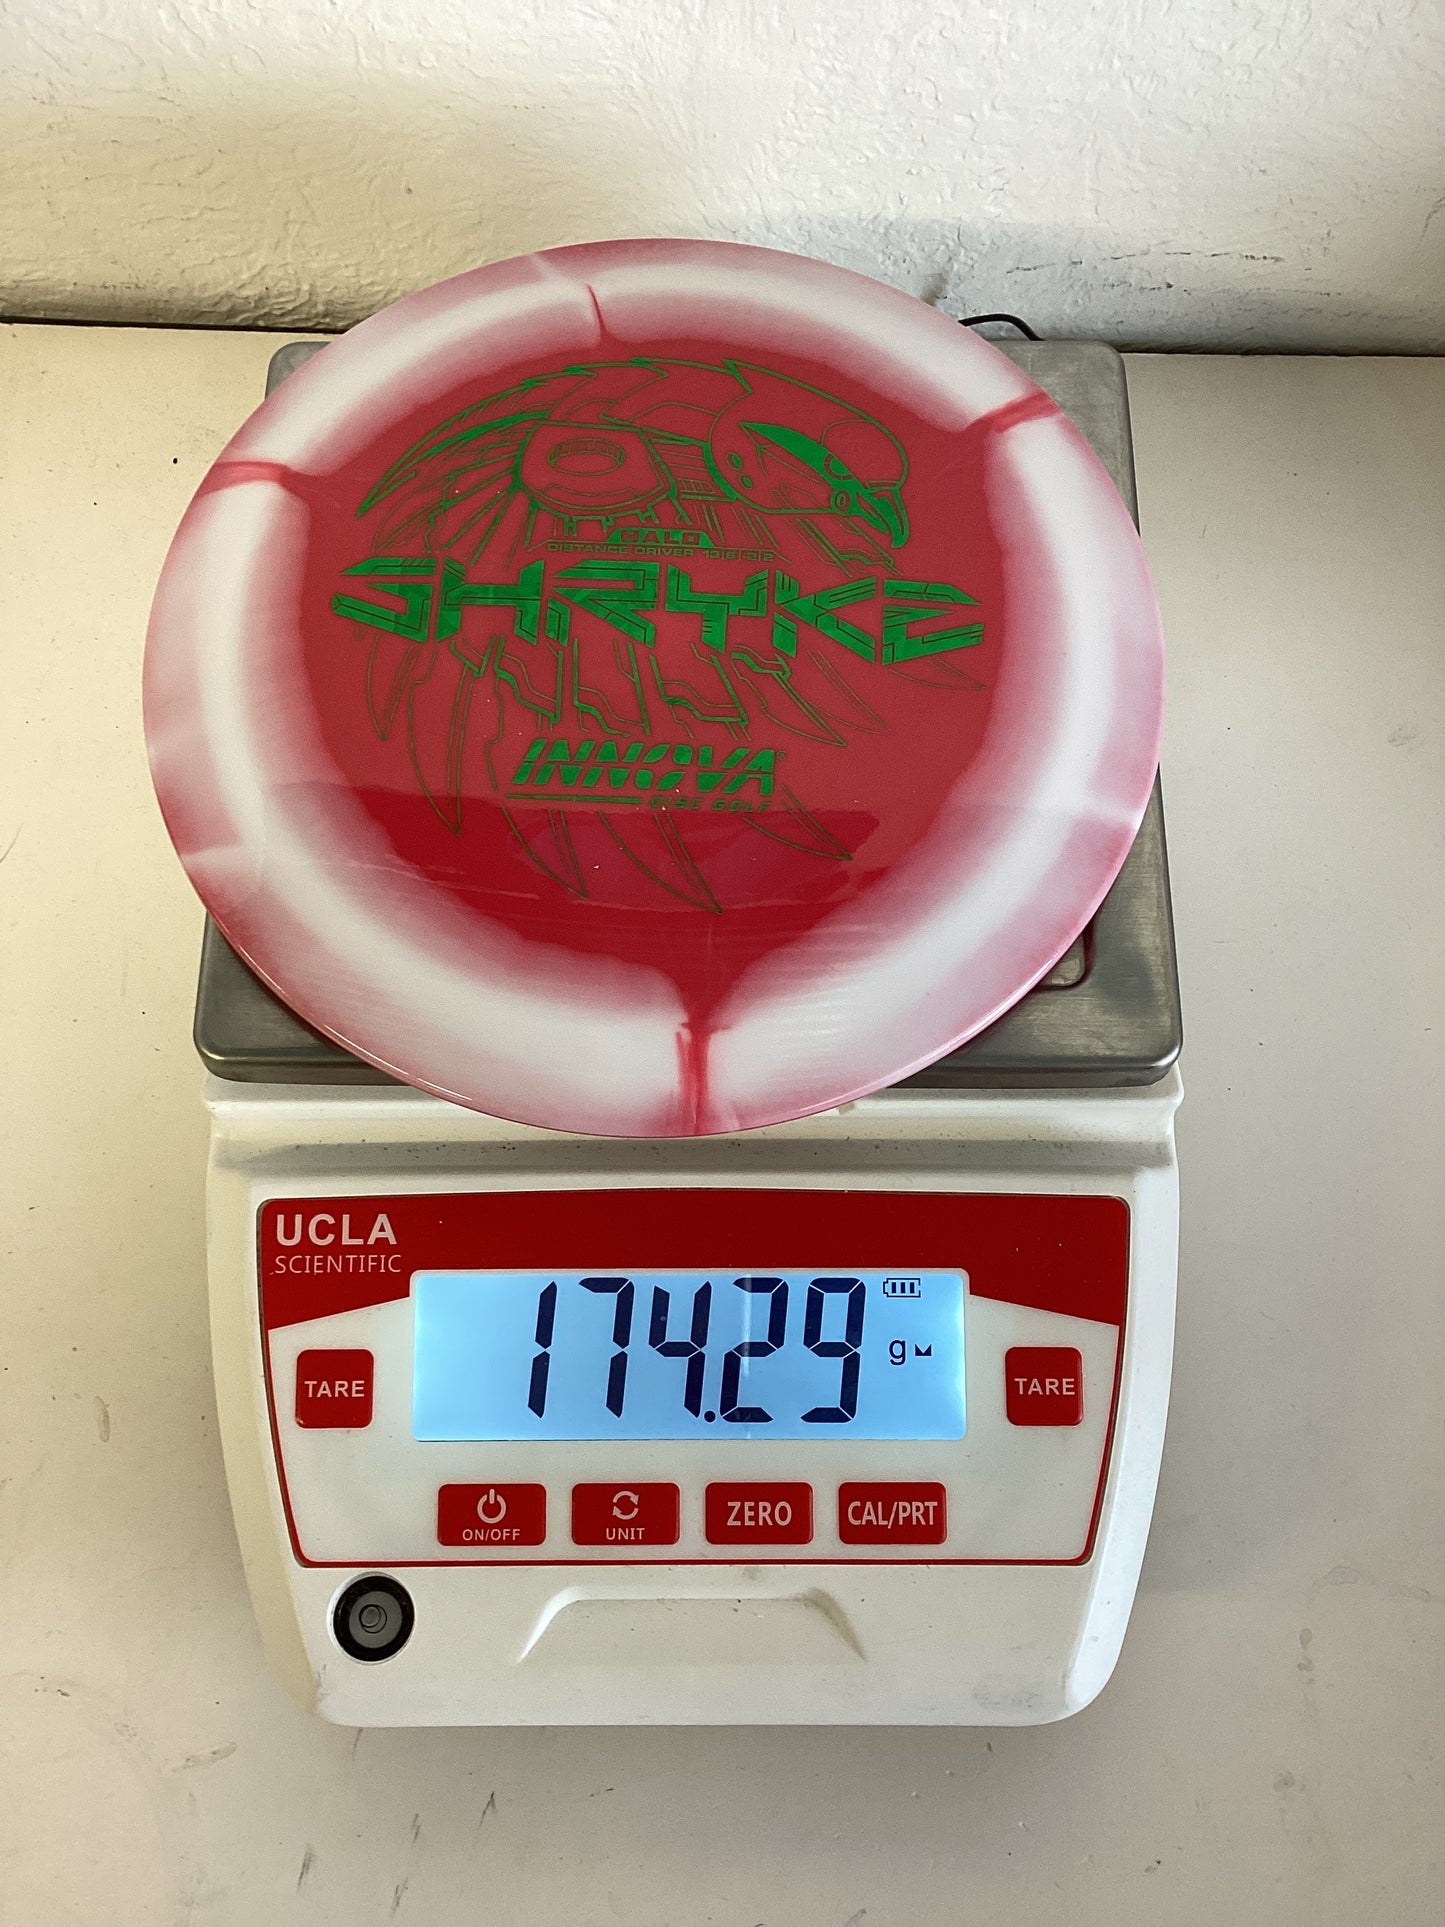 HALO
DISTANCE DRIVER 13|6|-2|2
SHRYKE
INNOVA®
DISC GOLF
UCLA
SCIENTIFIC
174.29 g
TARE
TARE
ON/OFF
UNIT
ZERO
CAL/PRT